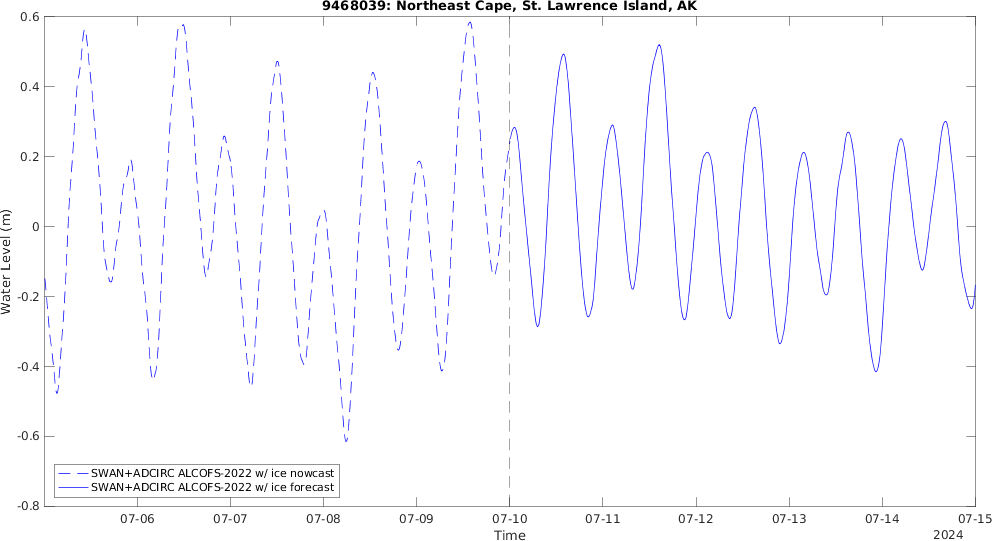 9468039: Northeast Cape, St. Lawrence Island, AK
0.6
0.4
0.2
0
-0.2
-0.4
-0.6
-0.8
Water Level (m)
SWAN+ADCIRC ALCOFS-2022 w/ ice nowcast
SWAN+ADCIRC ALCOFS-2022 w/ ice forecast
07-06 07-07 07-08 07-09 07-10 07-11 07-12 07-13 07-14 07-15
Time
2024